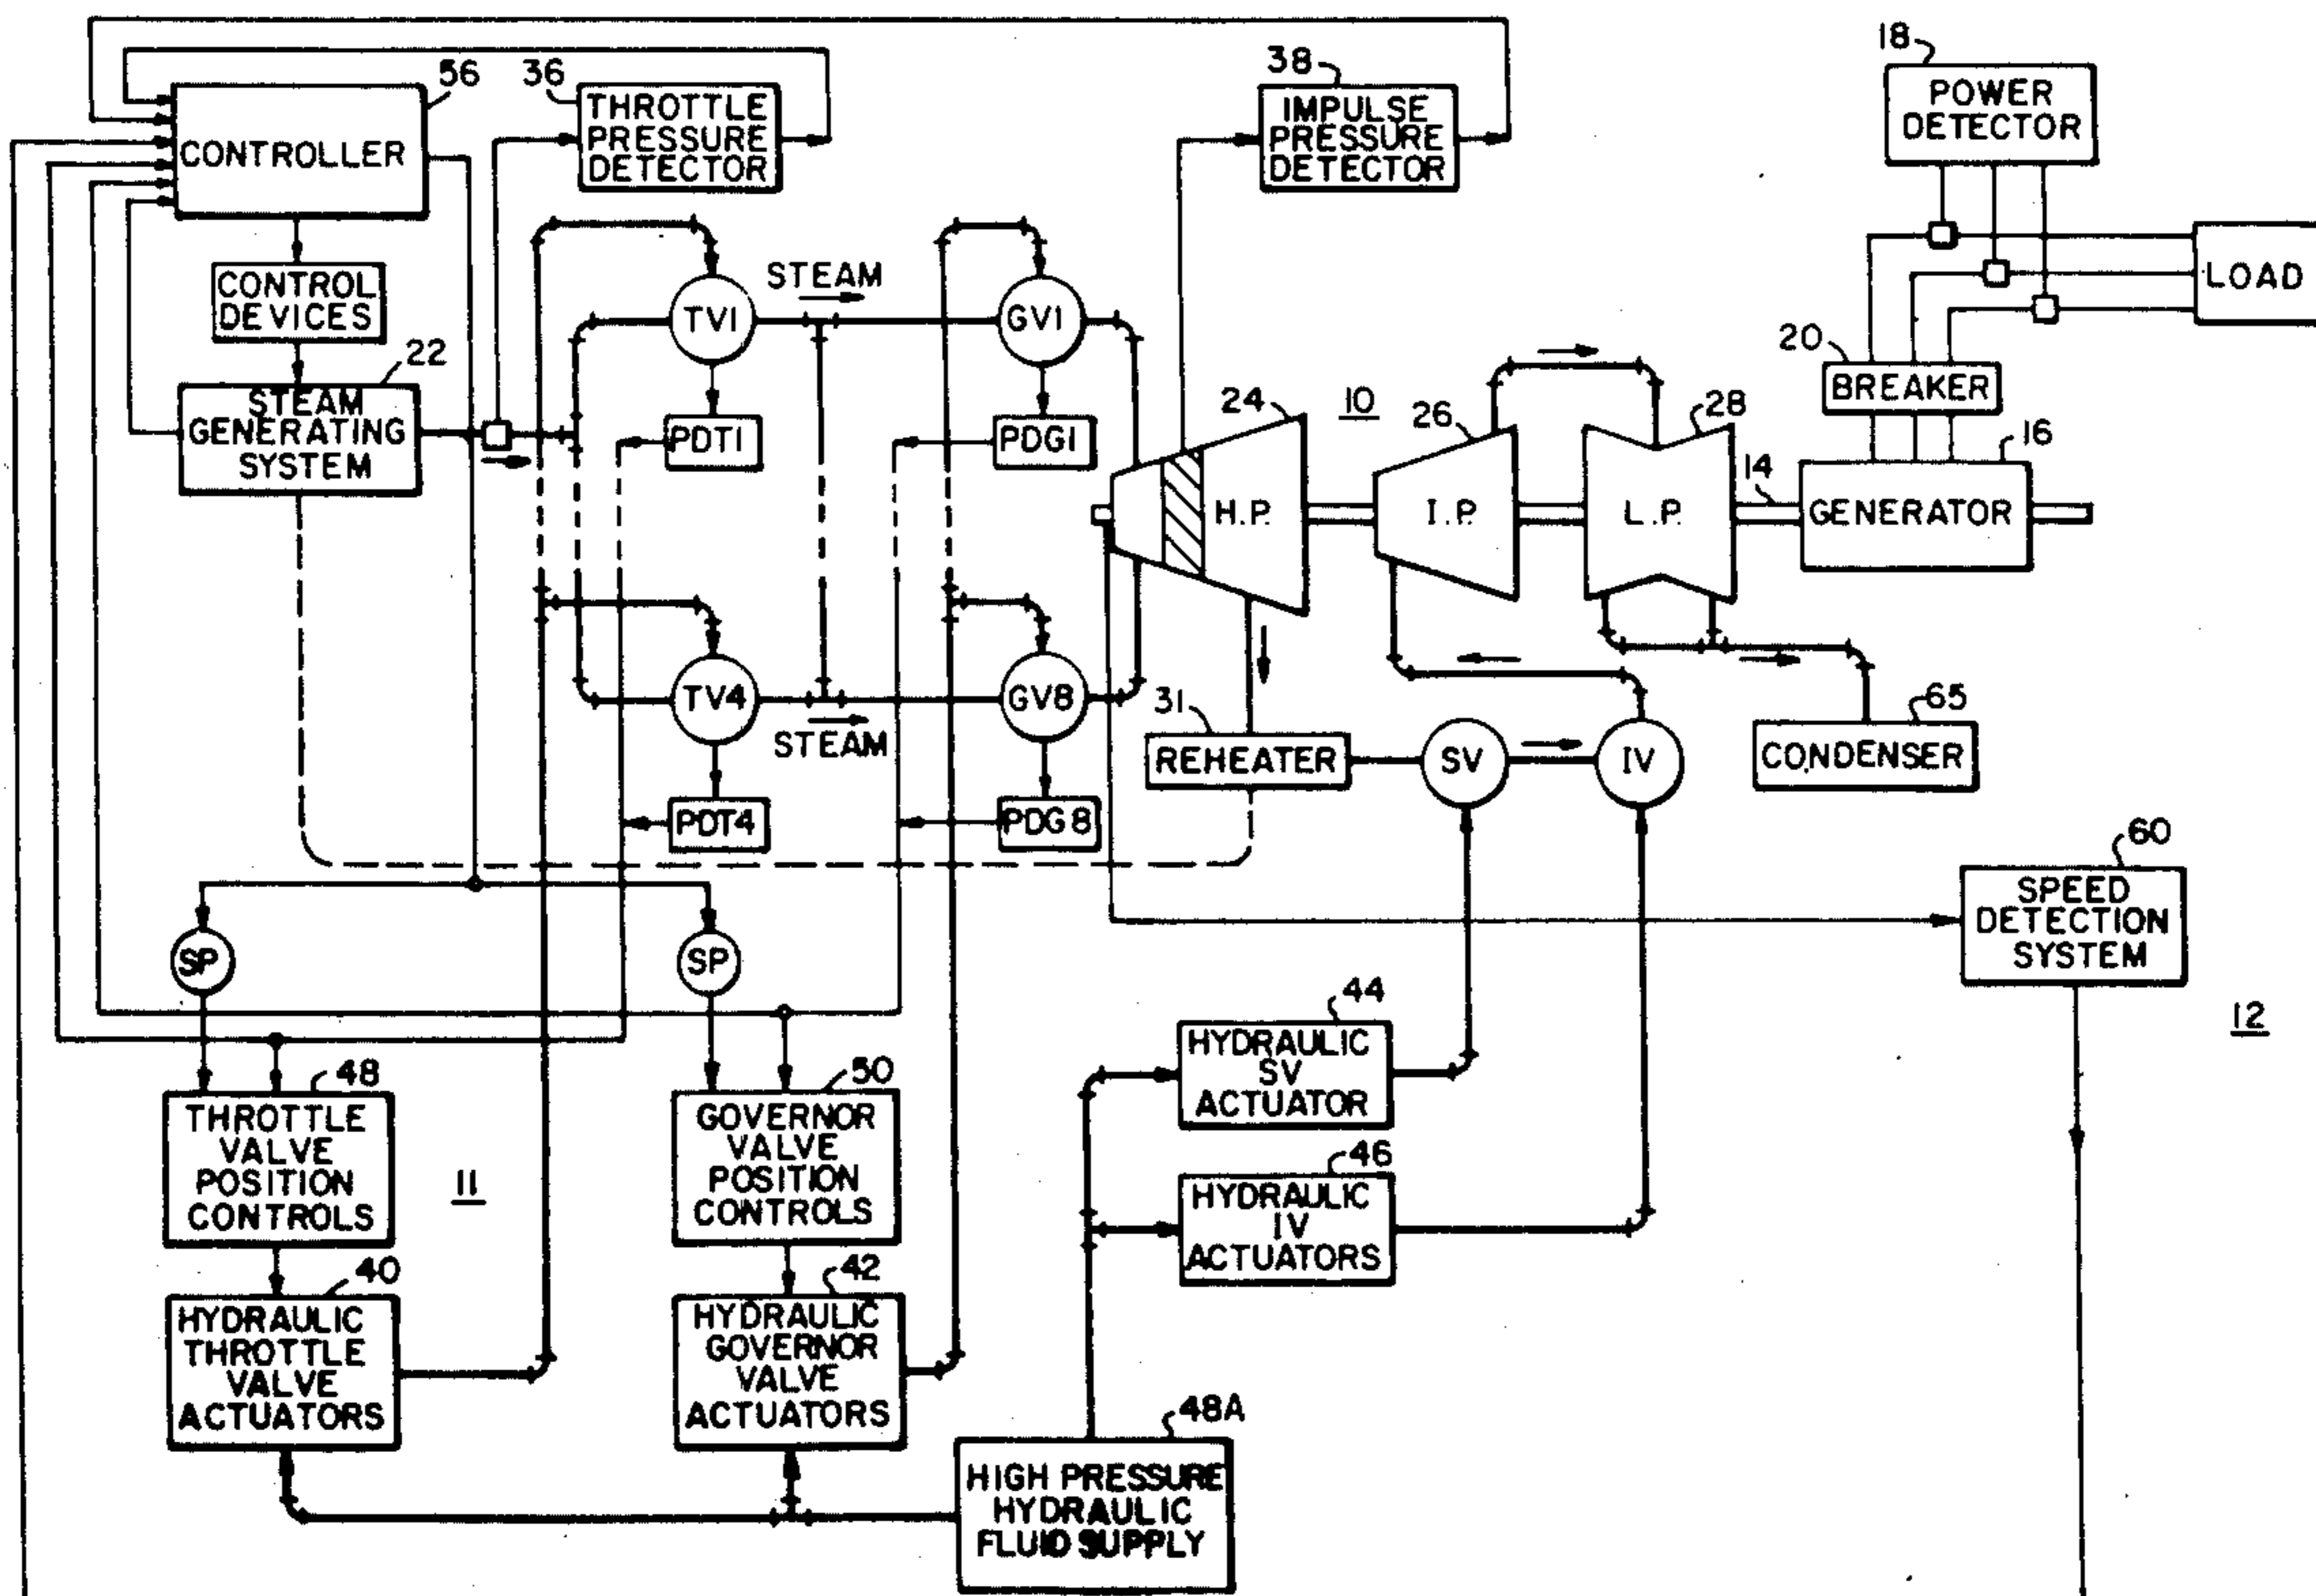 56
36
38
18
THROTTLE
PRESSURE
DETECTOR
IMPULSE
PRESSURE
DETECTOR
POWER
DETECTOR
CONTROLLER
STEAM
CONTROL
DEVICES
TV1
GV1
LOAD
22
20
BREAKER
STEAM
GENERATING
SYSTEM
PDT1
PDG1
24
10
26
28
16
14
H.P.
I.P.
L.P.
GENERATOR
TV4
GV8
STEAM
31
REHEATER
SV
IV
65
CONDENSER
PDT4
PDG8
60
SPEED
DETECTION
SYSTEM
SP
SP
12
44
HYDRAULIC
SV
ACTUATOR
48
THROTTLE
VALVE
POSITION
CONTROLS
11
50
GOVERNOR
VALVE
POSITION
CONTROLS
46
HYDRAULIC
IV
ACTUATORS
40
HYDRAULIC
THROTTLE
VALVE
ACTUATORS
42
HYDRAULIC
GOVERNOR
VALVE
ACTUATORS
48A
HIGH PRESSURE
HYDRAULIC
FLUID SUPPLY